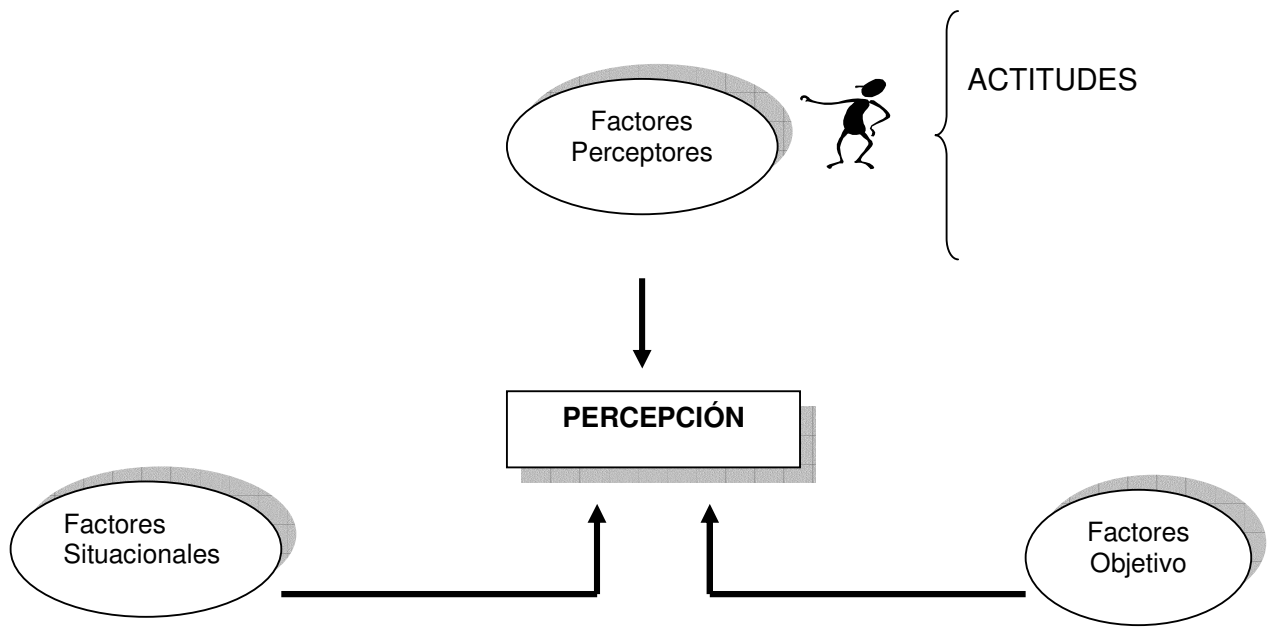 Factores
Perceptores
ACTITUDES
PERCEPCIÓN
Factores
Situacionales
Factores
Objetivo